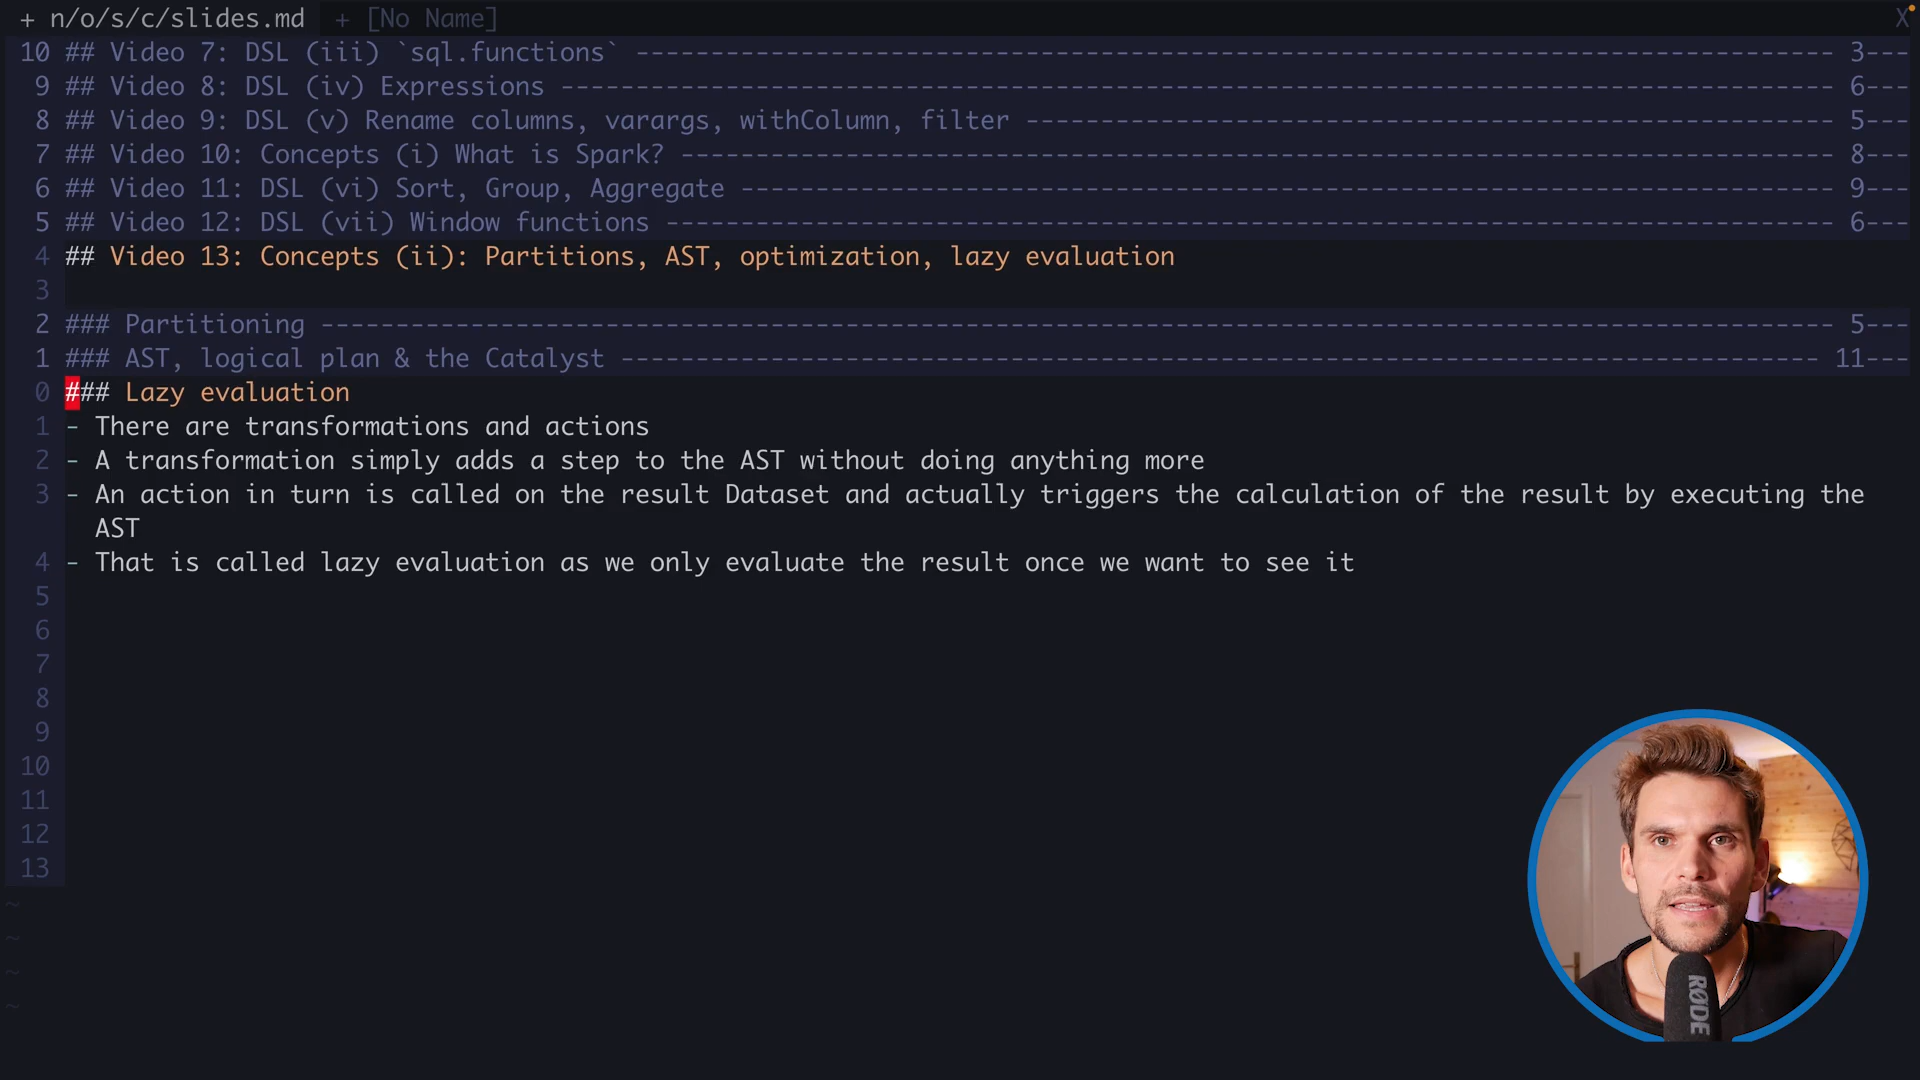 + n/o/s/c/slides.md + [No Name] X
10 ## Video 7: DSL (iii) `sql.functions` -------------------------------------------------------------------------------- 3---
9 ## Video 8: DSL (iv) Expressions ------------------------------------------------------------------------------------- 6---
8 ## Video 9: DSL (v) Rename columns, varargs, withColumn, filter ------------------------------------------------------ 5---
7 ## Video 10: Concepts (i) What is Spark? ----------------------------------------------------------------------------- 8---
6 ## Video 11: DSL (vi) Sort, Group, Aggregate ------------------------------------------------------------------------- 9---
5 ## Video 12: DSL (vii) Window functions ------------------------------------------------------------------------------ 6---
4 ## Video 13: Concepts (ii): Partitions, AST, optimization, lazy evaluation
3
2 ### Partitioning ----------------------------------------------------------------------------------------------------- 5---
1 ### AST, logical plan & the Catalyst -------------------------------------------------------------------------------- 11---
0 ### Lazy evaluation
1 - There are transformations and actions
2 - A transformation simply adds a step to the AST without doing anything more
3 - An action in turn is called on the result Dataset and actually triggers the calculation of the result by executing the
AST
4 - That is called lazy evaluation as we only evaluate the result once we want to see it
5
6
7
8
9
10
11
12
13
~
~
~
~
RØDE